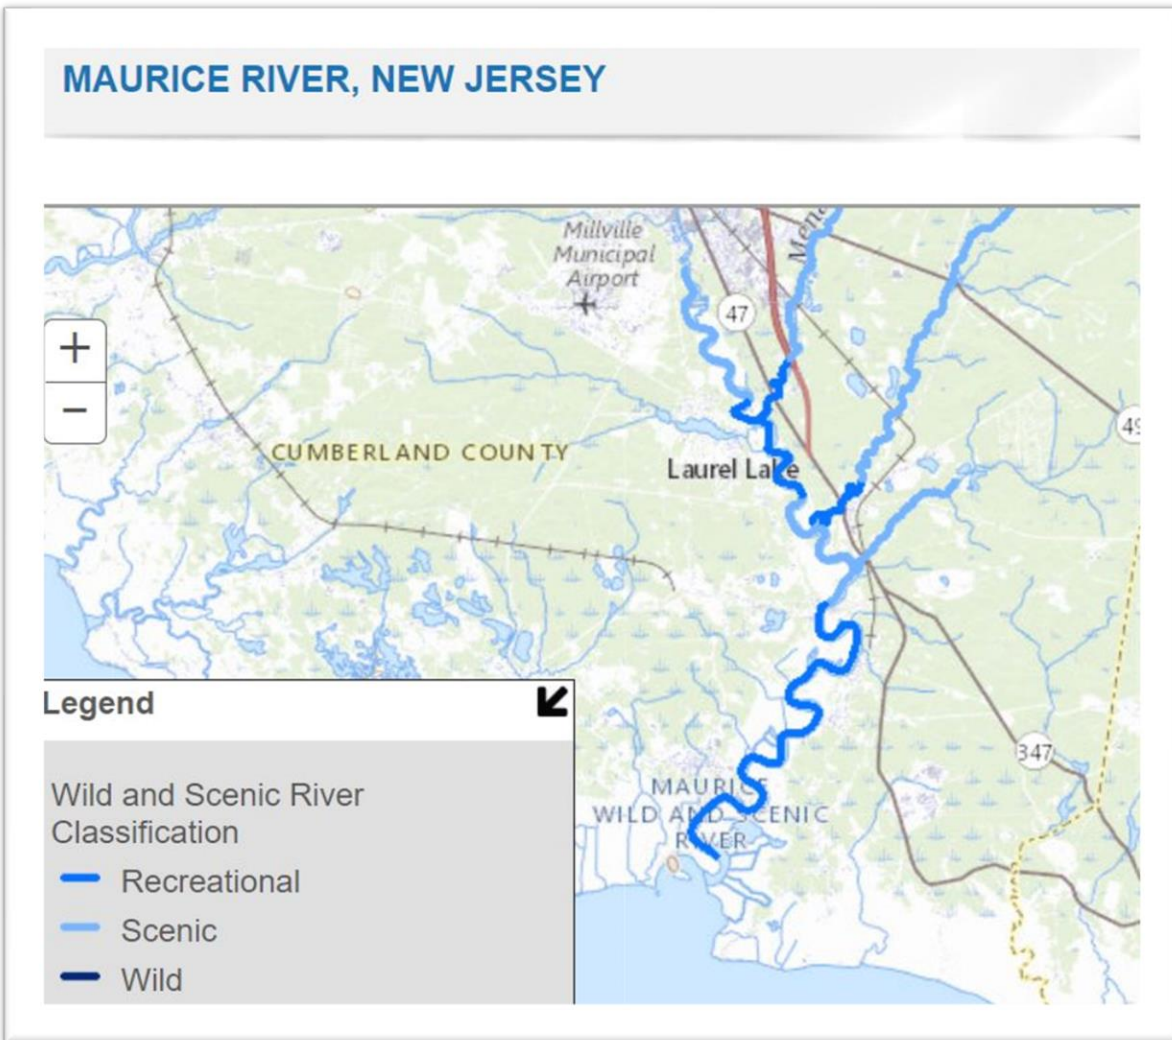 MAURICE RIVER, NEW JERSEY
Millville
Municipal
Airport
47
+
−
49
CUMBERLAND COUNTY
Laurel Lake
347
MAURICE
WILD AND SCENIC
RIVER
Legend
Wild and Scenic River
Classification
Recreational
Scenic
Wild